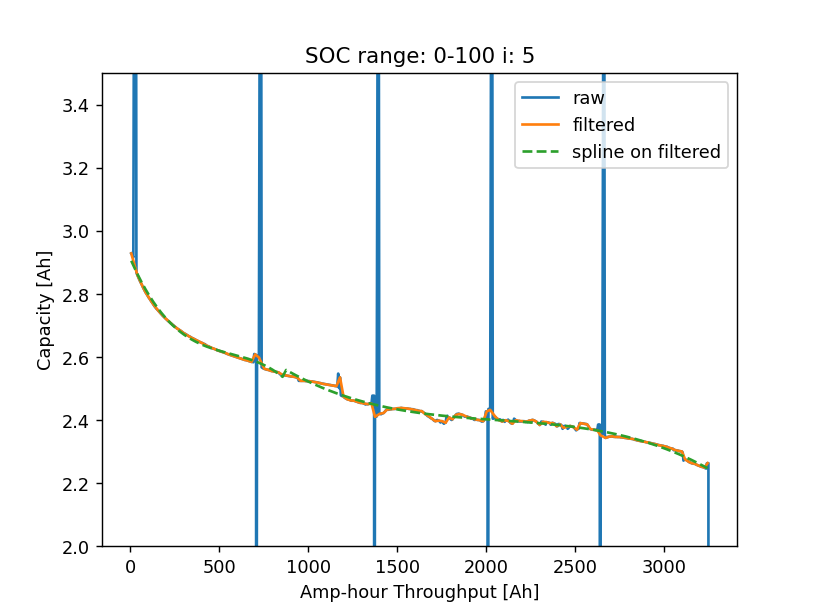 SOC range: 0-100 i: 5
raw
filtered
spline on filtered
Capacity [Ah]
3.4
3.2
3.0
2.8
2.6
2.4
2.2
2.0
0 500 1000 1500 2000 2500 3000
Amp-hour Throughput [Ah]